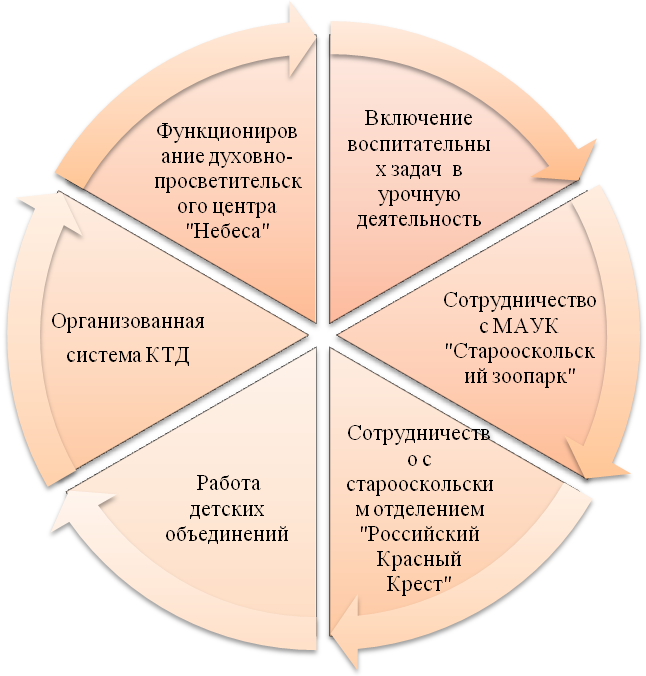 Включение
воспитательны
х задач в
урочную
деятельность
Сотрудничество
с МАУК
"Старооскольск
ий зоопарк"
Сотрудничеств
о с
старооскольски
м отделением
"Российский
Красный
Крест"
Работа
детских
объединений
Организованная
система КТД
Функциониров
ание духовно-
просветительск
ого центра
"Небеса"